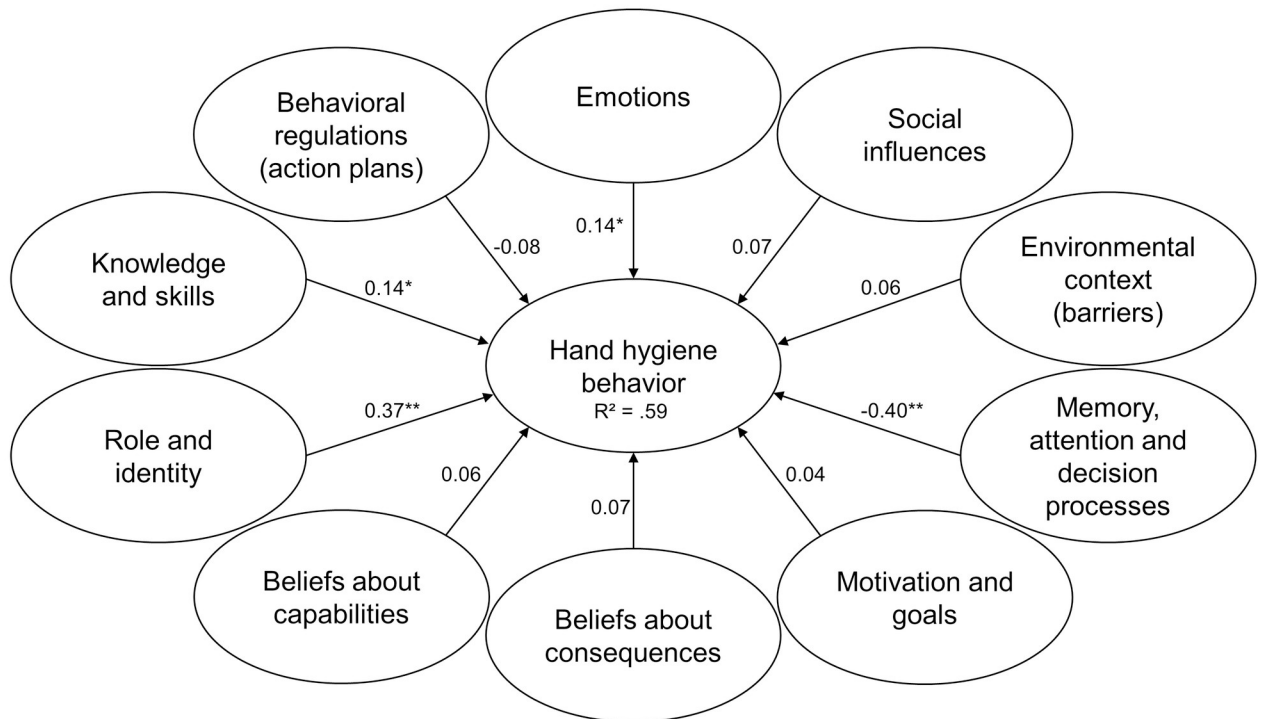 Emotions
Behavioral
regulations
(action plans)
Social
influences
Knowledge
and skills
Environmental
context
(barriers)
0.14*
-0.08
0.07
0.14*
0.06
Hand hygiene
behavior
R² = .59
Role and
identity
0.37**
-0.40**
Memory,
attention and
decision
processes
0.06
0.07
0.04
Beliefs about
capabilities
Beliefs about
consequences
Motivation and
goals